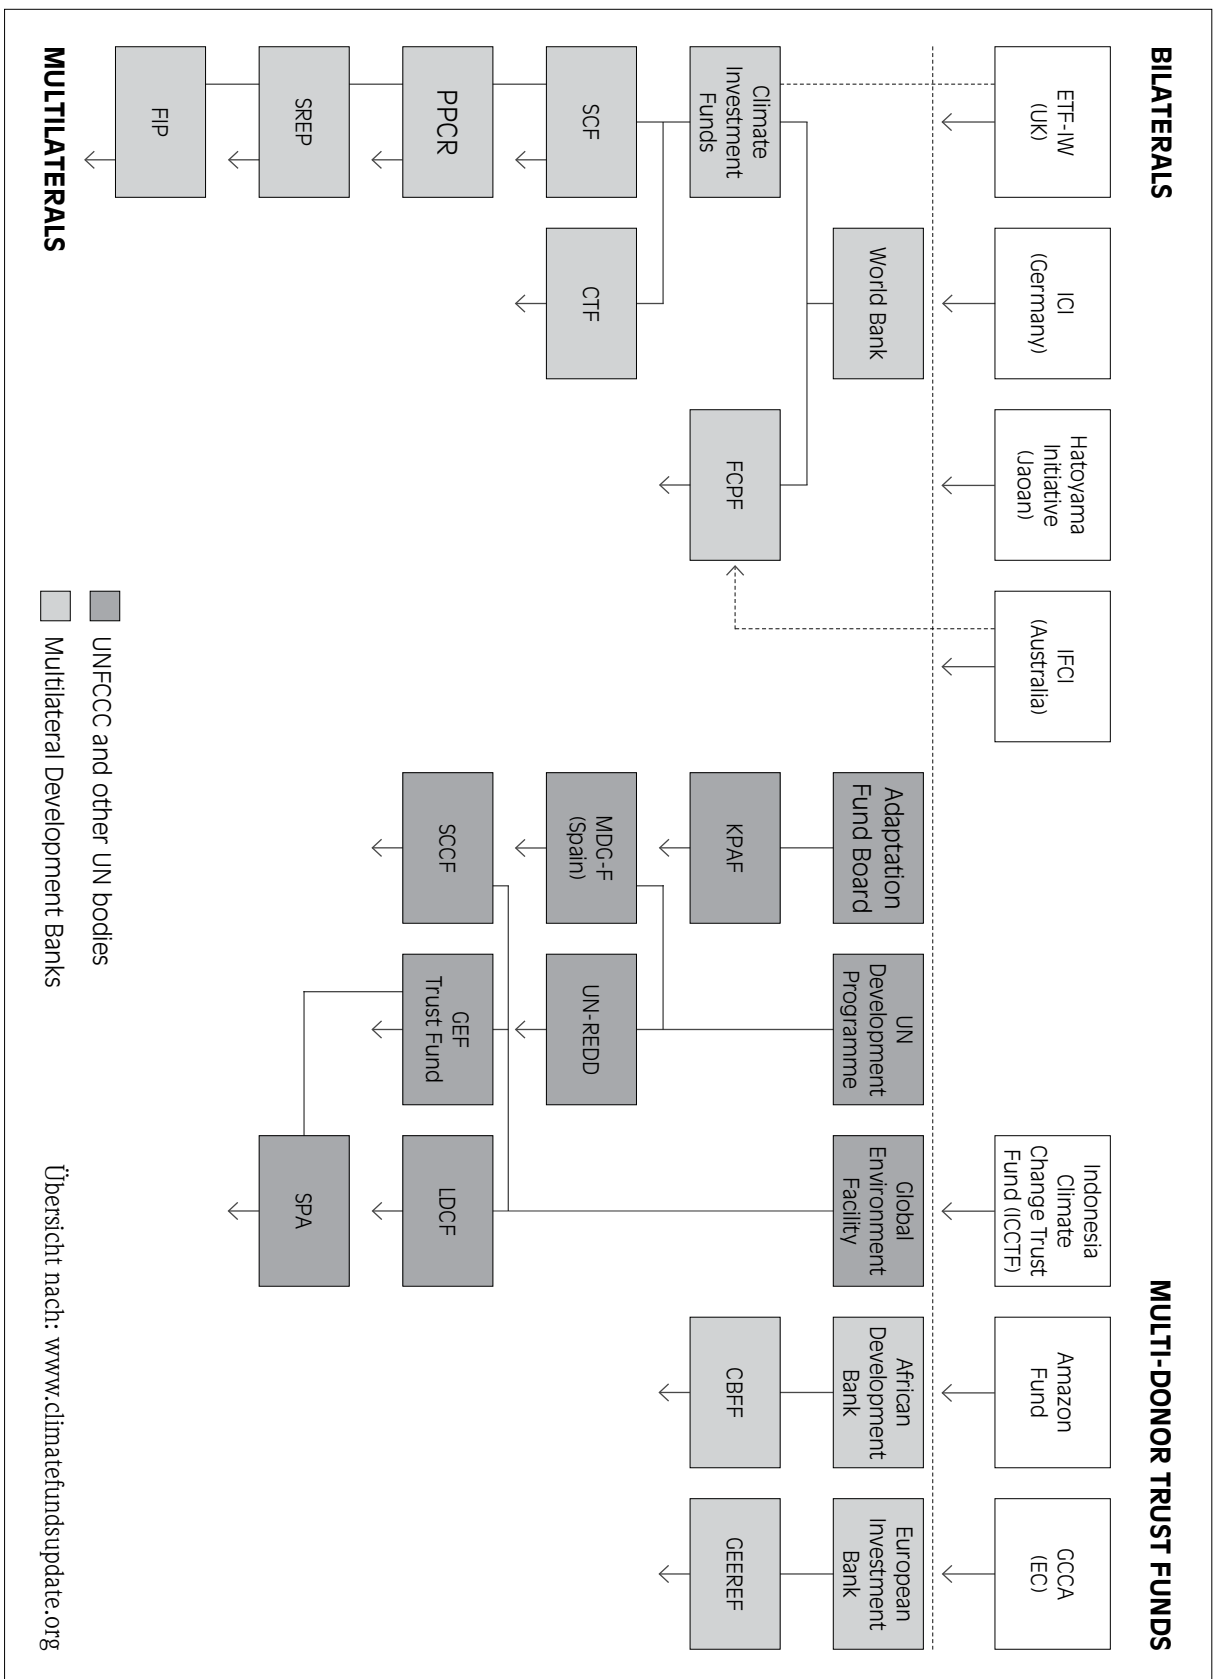 BILATERALS
MULTI-DONOR TRUST FUNDS
ETF-IW
(UK)
ICI
(Germany)
Hatoyama
Initiative
(Jaoan)
IFCI
(Australia)
Indonesia
Climate
Change Trust
Fund (ICCTF)
Amazon
Fund
GCCA
(EC)
World Bank
Adaptation
Fund Board
UN
Development
Programme
Global
Environment
Facility
African
Development
Bank
European
Investment
Bank
Climate
Investment
Funds
FCPF
KPAF
CBFF
GEEREF
SCF
CTF
MDG-F
(Spain)
UN-REDD
PPCR
SCCF
GEF
Trust Fund
LDCF
SREP
SPA
FIP
MULTILATERALS
UNFCCC and other UN bodies
Multilateral Development Banks
Übersicht nach: www.climatefundsupdate.org